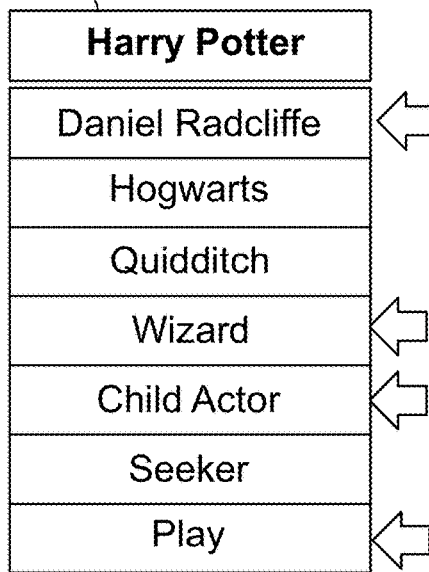 Harry Potter
Daniel Radcliffe
Hogwarts
Quidditch
Wizard
Child Actor
Seeker
Play